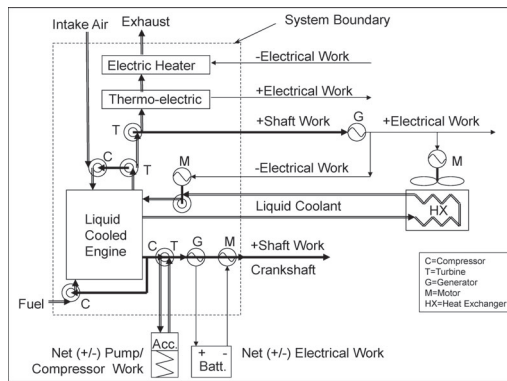 Exhaust
System Boundary
Intake Air
Electric Heater
-Electrical Work
Thermo-electric
+Electrical Work
T
+Shaft Work
G
+Electrical Work
C
T
M
-Electrical Work
M
Liquid Coolant
HX
Liquid
Cooled
Engine
C
T
G
M
+Shaft Work
Crankshaft
C=Compressor
T=Turbine
G=Generator
M=Motor
HX=Heat Exchanger
Fuel
C
Net (+/-) Pump/
Compressor Work
Acc.
+ -
Batt.
Net (+/-) Electrical Work